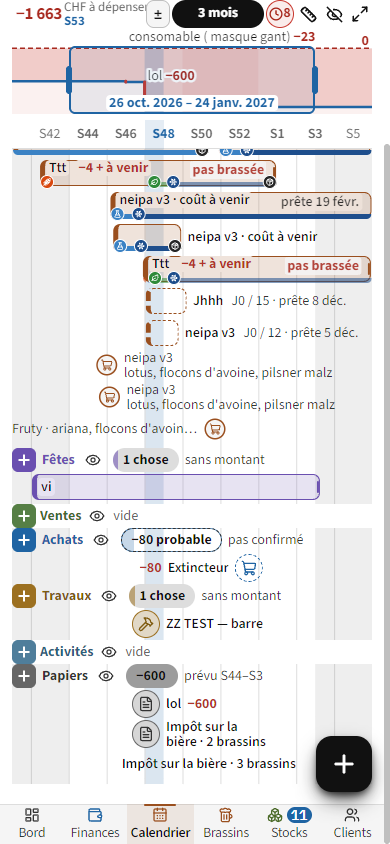 −1 663 CHF à dépenser S53
±
3 mois
8
consomable ( masque gant) −23
0
lol −600
26 oct. 2026 – 24 janv. 2027
S42 S44 S46 S48 S50 S52 S1 S3 S5
Ttt −4 + à venir pas brassée
neipa v3 · coût à venir prête 19 févr.
neipa v3 · coût à venir
Ttt −4 + à venir pas brassée
Jhhh J0 / 15 · prête 8 déc.
neipa v3 J0 / 12 · prête 5 déc.
neipa v3
lotus, flocons d'avoine, pilsner malz
neipa v3
lotus, flocons d'avoine, pilsner malz
Fruty · ariana, flocons d'avoin…
Fêtes 1 chose sans montant
vi
Ventes vide
Achats −80 probable pas confirmé
−80 Extincteur
Travaux 1 chose sans montant
ZZ TEST — barre
Activités vide
Papiers −600 prévu S44–S3
lol −600
Impôt sur la
bière · 2 brassins
Impôt sur la bière · 3 brassins
Bord Finances Calendrier Brassins Stocks 11 Clients